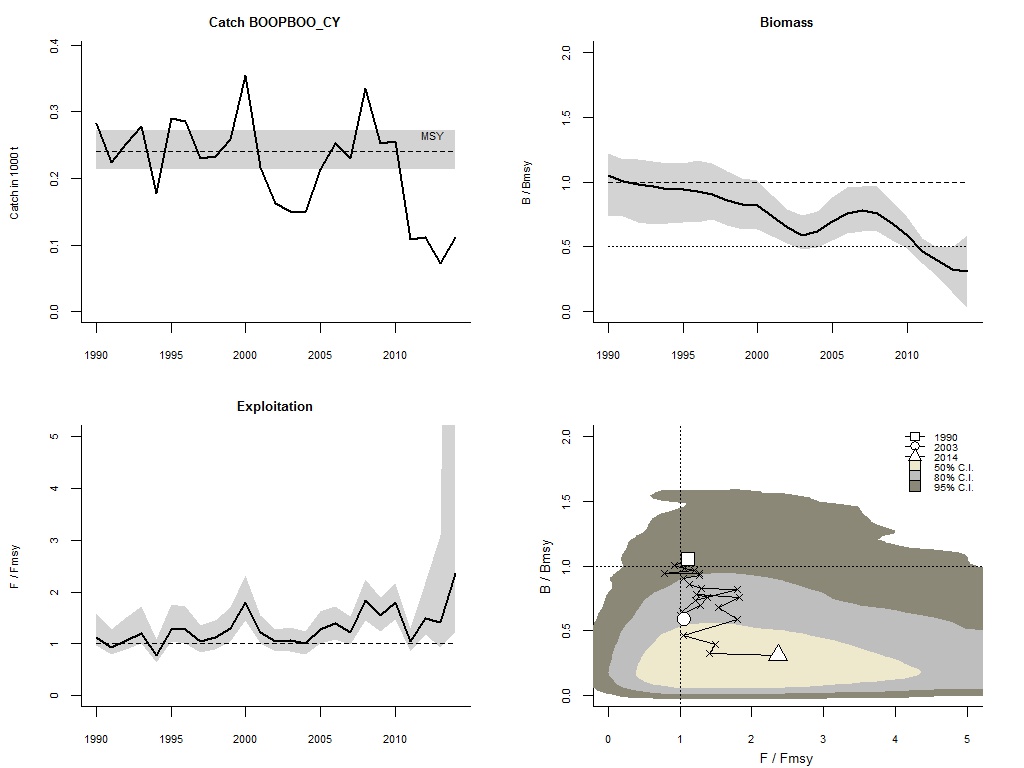 Catch BOOPBOO_CY
Catch in 1000 t
0.0 0.1 0.2 0.3 0.4
MSY
1990 1995 2000 2005 2010
Biomass
B / Bmsy
0.0 0.5 1.0 1.5 2.0
1990 1995 2000 2005 2010
Exploitation
F / Fmsy
0 1 2 3 4 5
1990 1995 2000 2005 2010
B / Bmsy
0.0 0.5 1.0 1.5 2.0
1990
2003
2014
50% C.I.
80% C.I.
95% C.I.
0 1 2 3 4 5
F / Fmsy